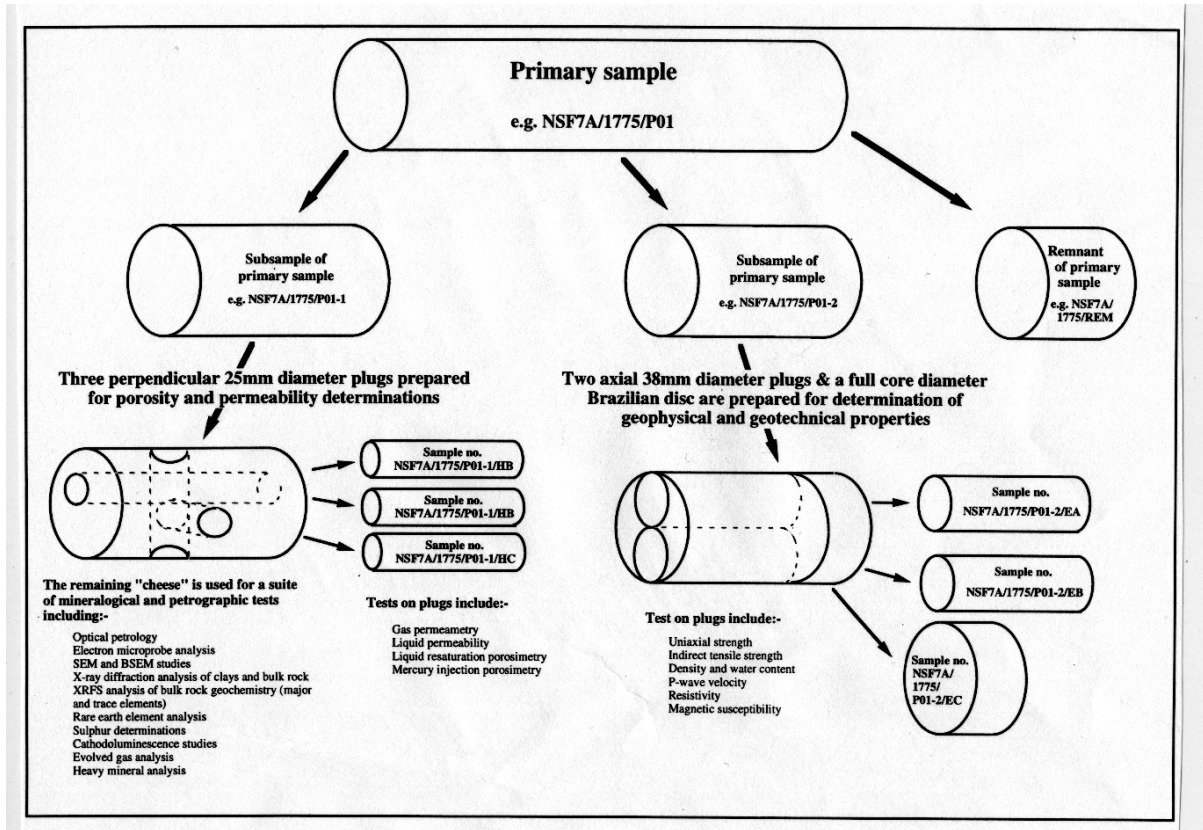 Primary sample
e.g. NSF7A/1775/P01
Subsample of
primary sample
e.g. NSF7A/1775/P01-1
Subsample of
primary sample
e.g. NSF7A/1775/P01-2
Remnant
of primary
sample
e.g. NSF7A/
1775/REM
Three perpendicular 25mm diameter plugs prepared
for porosity and permeability determinations
Two axial 38mm diameter plugs & a full core diameter
Brazilian disc are prepared for determination of
geophysical and geotechnical properties
Sample no.
NSF7A/1775/P01-1/HB
Sample no.
NSF7A/1775/P01-1/HB
Sample no.
NSF7A/1775/P01-1/HC
Sample no.
NSF7A/1775/P01-2/EA
Sample no.
NSF7A/1775/P01-2/EB
Sample no.
NSF7A/
1775/
P01-2/EC
The remaining "cheese" is used for a suite
of mineralogical and petrographic tests
including:-
Optical petrology
Electron microprobe analysis
SEM and BSEM studies
X-ray diffraction analysis of clays and bulk rock
XRFS analysis of bulk rock geochemistry (major
and trace elements)
Rare earth element analysis
Sulphur determinations
Cathodoluminescence studies
Evolved gas analysis
Heavy mineral analysis
Tests on plugs include:-
Gas permeametry
Liquid permeability
Liquid resaturation porosimetry
Mercury injection porosimetry
Test on plugs include:-
Uniaxial strength
Indirect tensile strength
Density and water content
P-wave velocity
Resistivity
Magnetic susceptibility